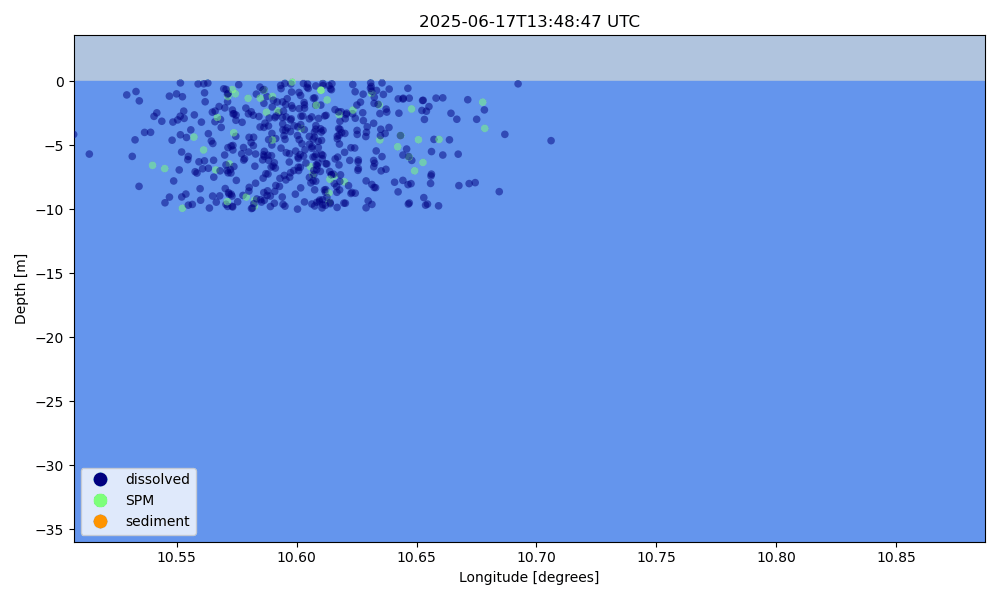 2025-06-17T13:48:47 UTC
Depth [m]
0
−5
−10
−15
−20
−25
−30
−35
dissolved
SPM
sediment
10.55 10.60 10.65 10.70 10.75 10.80 10.85
Longitude [degrees]